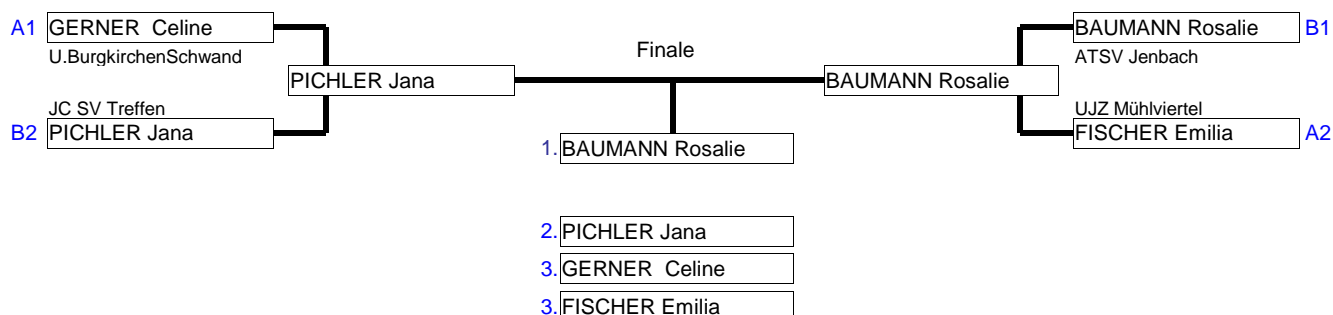 A1 GERNER  Celine
U.BurgkirchenSchwand
PICHLER Jana
JC SV Treffen
B2 PICHLER Jana
Finale
BAUMANN Rosalie B1
ATSV Jenbach
BAUMANN Rosalie
UJZ Mühlviertel
FISCHER Emilia A2
1. BAUMANN Rosalie
2. PICHLER Jana
3. GERNER  Celine
3. FISCHER Emilia